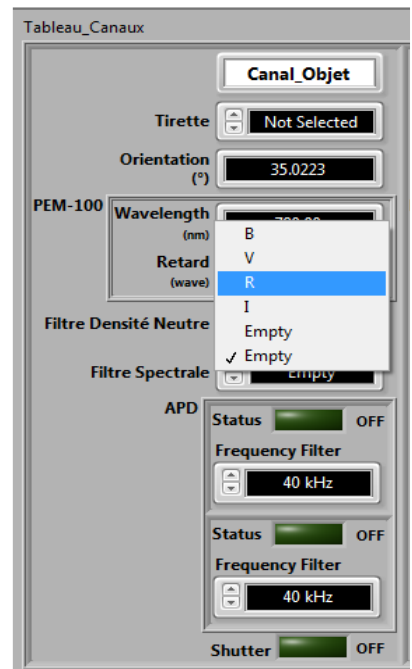 Tableau_Canaux
Canal_Objet
Tirette Not Selected
Orientation
(°) 35.0223
PEM-100
Wavelength
(nm)
Retard
(wave)
B
V
R
I
Empty
✓ Empty
Filtre Densité Neutre
Filtre Spectrale Empty
APD
Status OFF
Frequency Filter
40 kHz
Status OFF
Frequency Filter
40 kHz
Shutter OFF